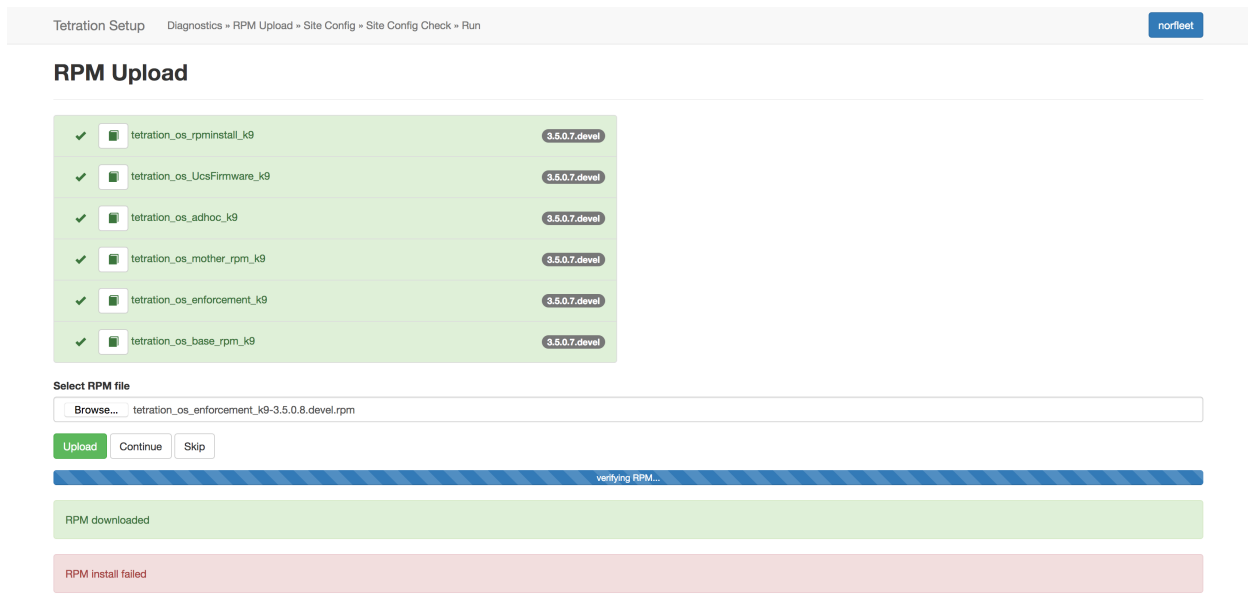 Tetration Setup Diagnostics » RPM Upload » Site Config » Site Config Check » Run norfleet
RPM Upload
tetration_os_rpminstall_k9 3.5.0.7.devel
tetration_os_UcsFirmware_k9 3.5.0.7.devel
tetration_os_adhoc_k9 3.5.0.7.devel
tetration_os_mother_rpm_k9 3.5.0.7.devel
tetration_os_enforcement_k9 3.5.0.7.devel
tetration_os_base_rpm_k9 3.5.0.7.devel
Select RPM file
Browse... tetration_os_enforcement_k9-3.5.0.8.devel.rpm
Upload Continue Skip
verifying RPM...
RPM downloaded
RPM install failed